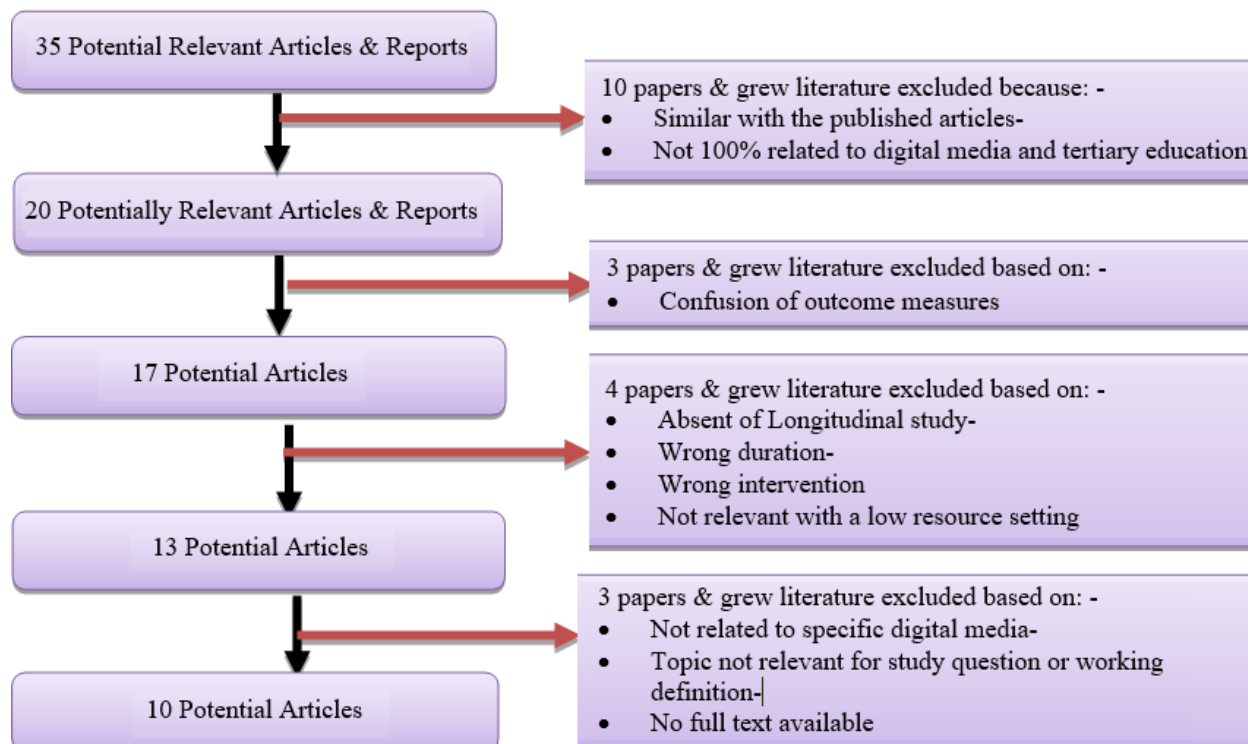 35 Potential Relevant Articles & Reports
10 papers & grew literature excluded because: -
• Similar with the published articles-
• Not 100% related to digital media and tertiary education
20 Potentially Relevant Articles & Reports
3 papers & grew literature excluded based on: -
• Confusion of outcome measures
17 Potential Articles
4 papers & grew literature excluded based on: -
• Absent of Longitudinal study-
• Wrong duration-
• Wrong intervention
• Not relevant with a low resource setting
13 Potential Articles
3 papers & grew literature excluded based on: -
• Not related to specific digital media-
• Topic not relevant for study question or working
definition-
• No full text available
10 Potential Articles